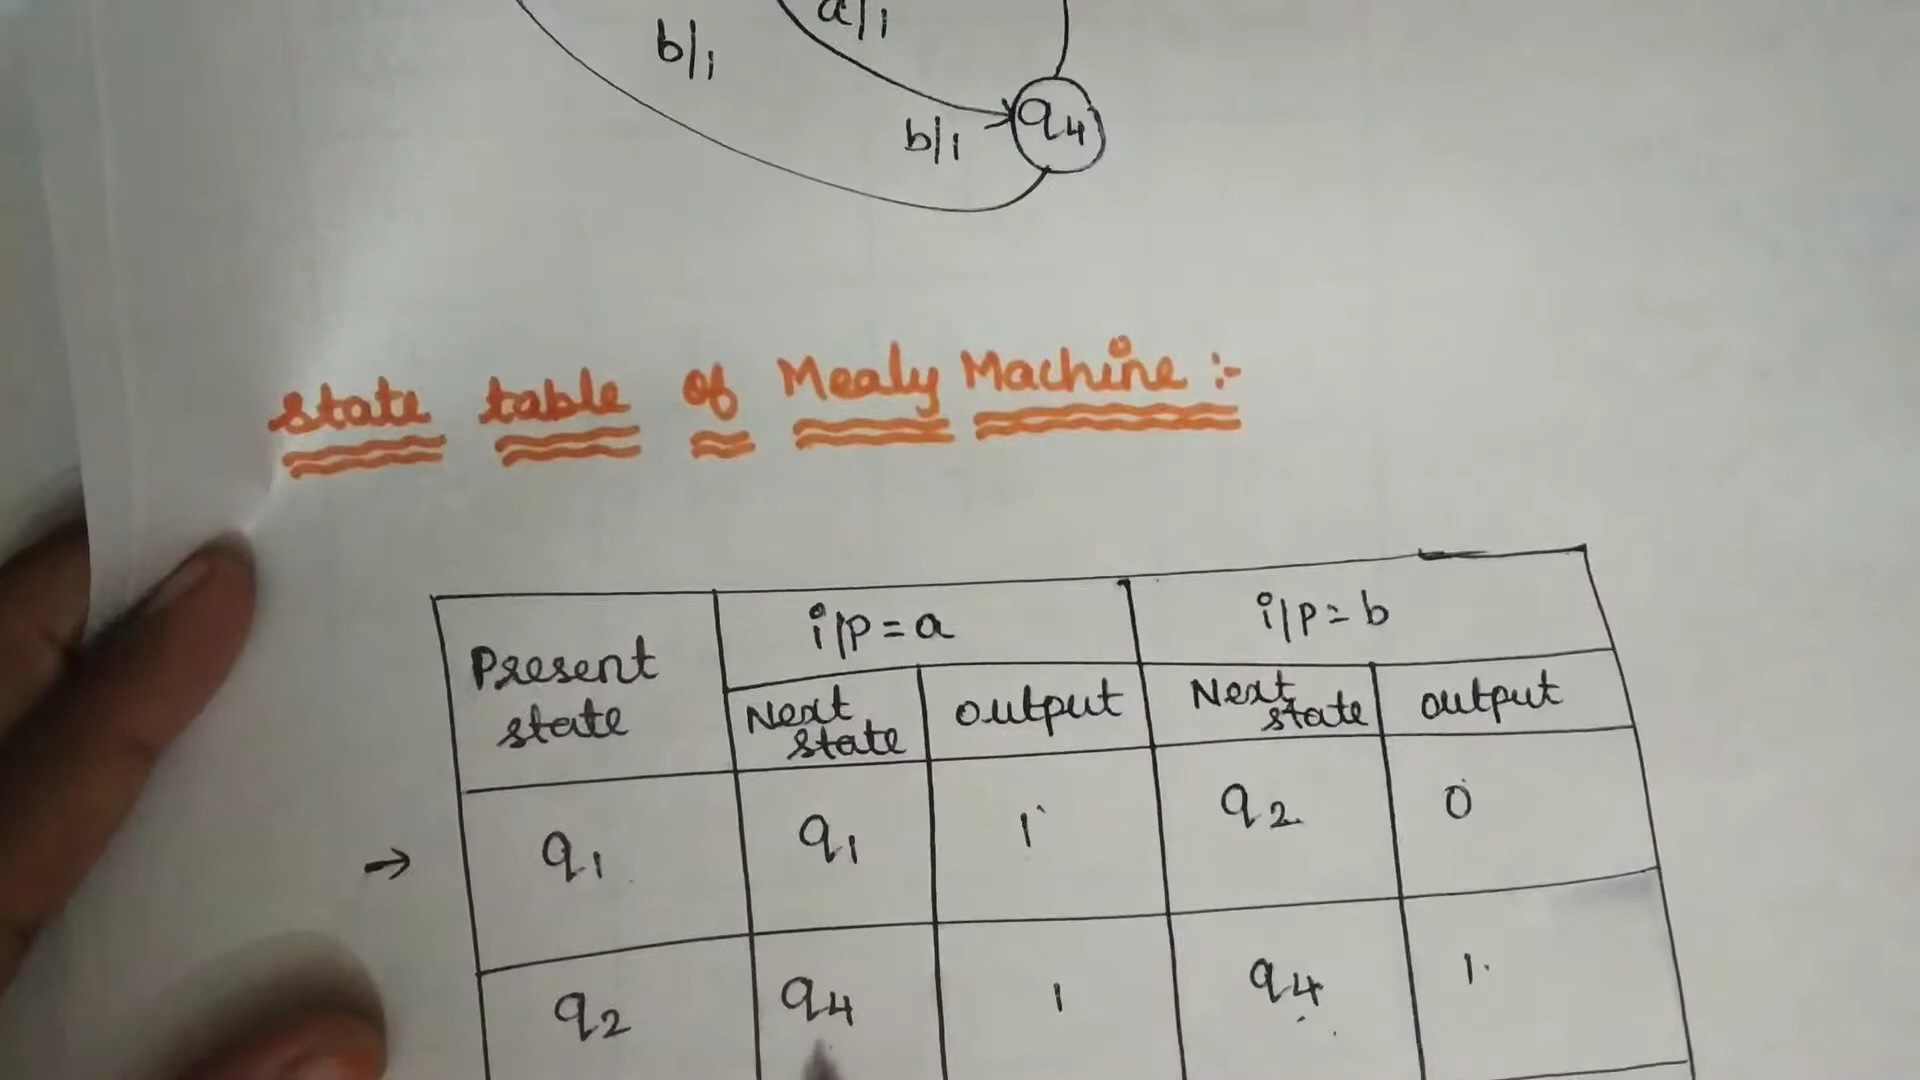 a/1
b/1
b/1
q4
State table of Mealy Machine :-
Present state
i/p = a
i/p = b
Next state
output
Next state
output
→ q1 q1 1 q2 0
q2 q4 1 q4 1